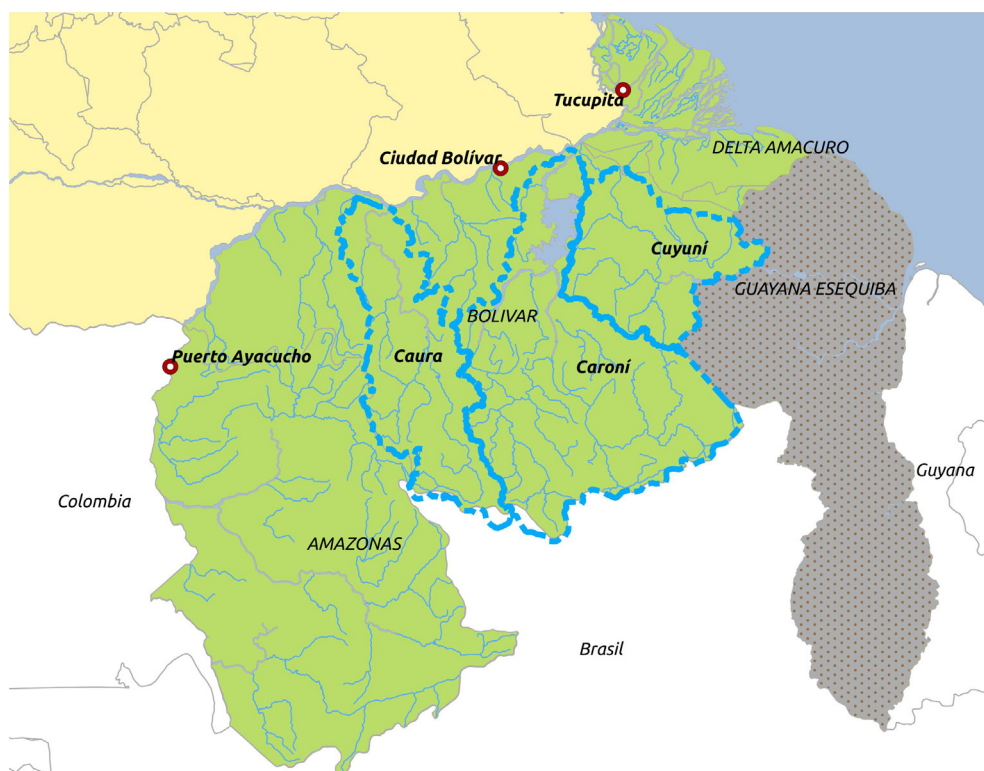 Tucupita
DELTA AMACURO
Ciudad Bolívar
Cuyuní
GUAYANA ESEQUIBA
BOLIVAR
Puerto Ayacucho
Caura
Caroní
Guyana
Colombia
AMAZONAS
Brasil